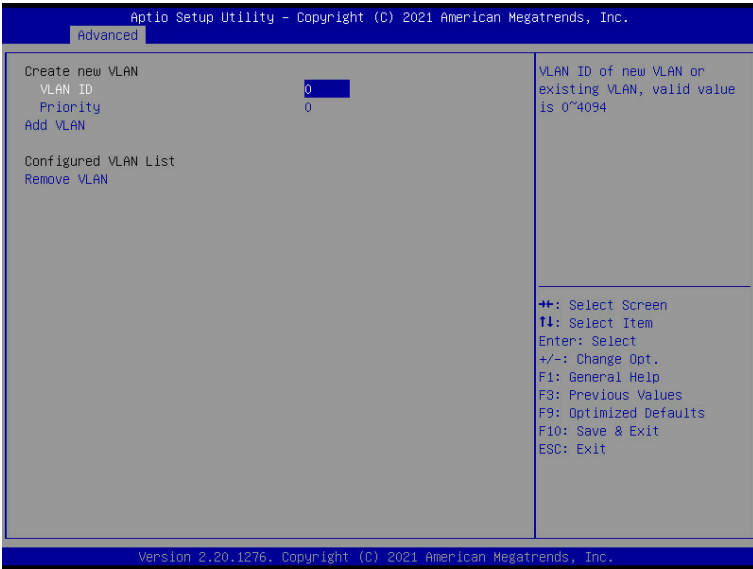 Aptio Setup Utility – Copyright (C) 2021 American Megatrends, Inc.
Advanced
Create new VLAN
VLAN ID 0
Priority 0
Add VLAN
Configured VLAN List
Remove VLAN
VLAN ID of new VLAN or
existing VLAN, valid value
is 0~4094
→←: Select Screen
↑↓: Select Item
Enter: Select
+/-: Change Opt.
F1: General Help
F3: Previous Values
F9: Optimized Defaults
F10: Save & Exit
ESC: Exit
Version 2.20.1276. Copyright (C) 2021 American Megatrends, Inc.